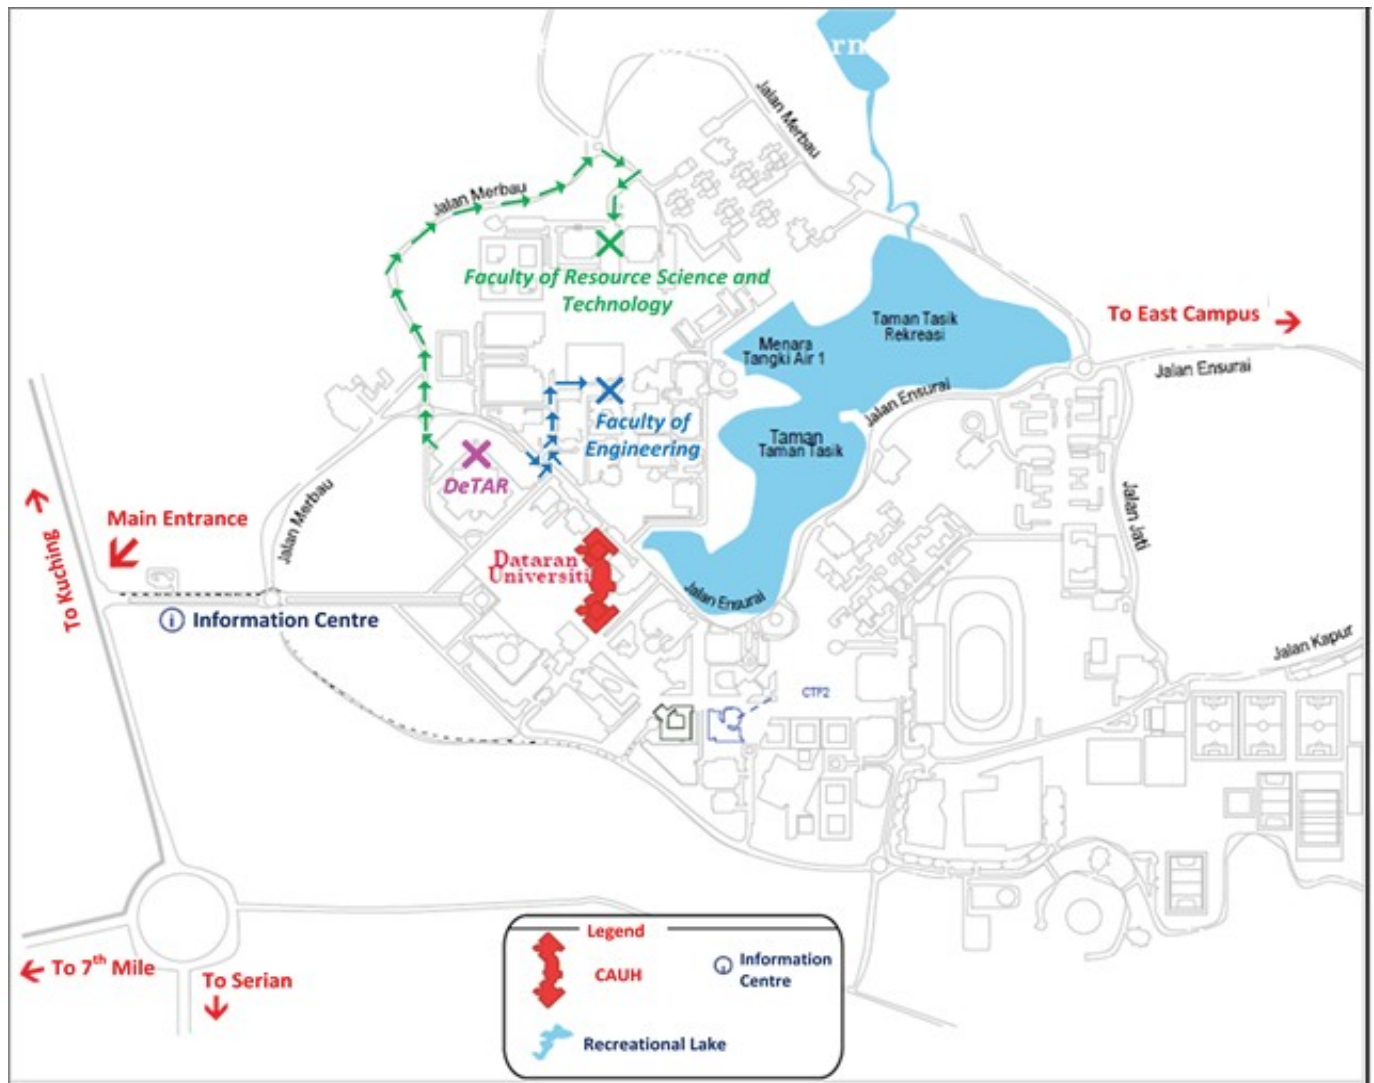 Jalan Merbau
Jalan Merbau
Faculty of Resource Science and
Technology
To East Campus
Taman Tasik
Rekreasi
Menara
Tangki Air 1
Jalan Ensurai
Jalan Ensurai
Faculty of
Engineering
Taman
Taman Tasik
DeTAR
Main Entrance
Jalan Merbau
Jalan Jati
To Kuching
Dataran
Universiti
Jalan Ensurai
i Information Centre
Jalan Kapur
CTF2
To 7th Mile
To Serian
Legend
CAUH
Information
Centre
Recreational Lake